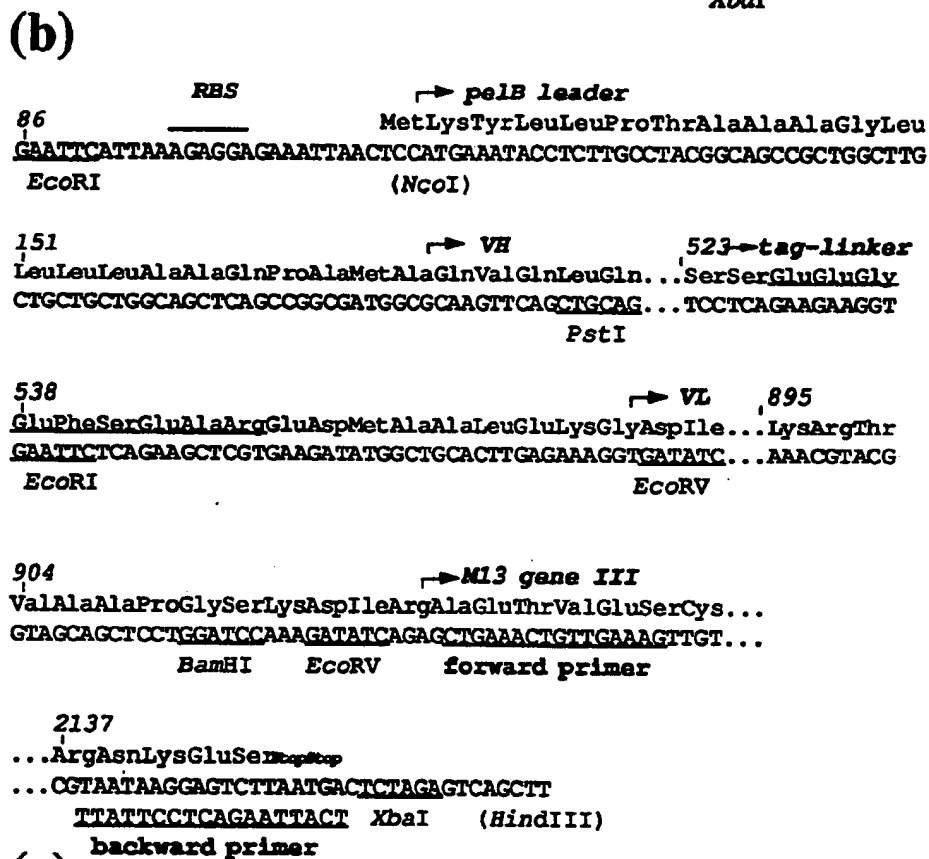 XbaI
(b)
RBS
pelB leader
86
MetLysTyrLeuLeuProThrAlaAlaAlaGlyLeu
GAATTCATTAAAGAGGAGAAATTAACTCCATGAAATACCTCTTGCCTACGGCAGCCGCTGGCTTG
EcoRI (NcoI)
151 VH 523 tag-linker
LeuLeuLeuAlaAlaGlnProAlaMetAlaGlnValGlnLeuGln...SerSerGluGluGly
CTGCTGCTGGCAGCTCAGCCGGCGATGGCGCAAGTTCAGCTGCAG...TCCTCAGAAGAAGGT
PstI
538 VL 895
GluPheSerGluAlaArgGluAspMetAlaAlaLeuGluLysGlyAspIle...LysArgThr
GAATTCTCAGAAGCTCGTGAAGATATGGCTGCACTTGAGAAAGGTGATATC...AAACGTACG
EcoRI EcoRV
904 M13 gene III
ValAlaAlaProGlySerLysAspIleArgAlaGluThrValGluSerCys...
GTAGCAGCTCCTGGATCCAAAGATATCAGAGCTGAAACTGTTGAAAGTTGT...
BamHI EcoRV forward primer
2137
...ArgAsnLysGluSerStopStop
...CGTAATAAGGAGTCTTAATGACTCTAGAGTCAGCTT
TTATTCCTCAGAATTACT XbaI (HindIII)
backward primer